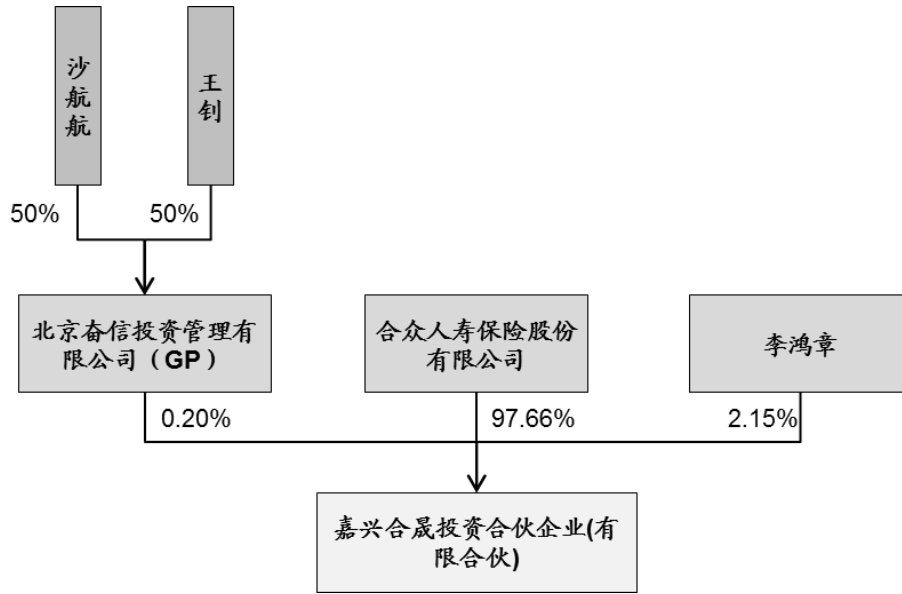 沙航航
王钊
50%
50%
北京奋信投资管理有
限公司（GP）
合众人寿保险股份
有限公司
李鸿章
0.20%
97.66%
2.15%
嘉兴合晟投资合伙企业(有
限合伙)